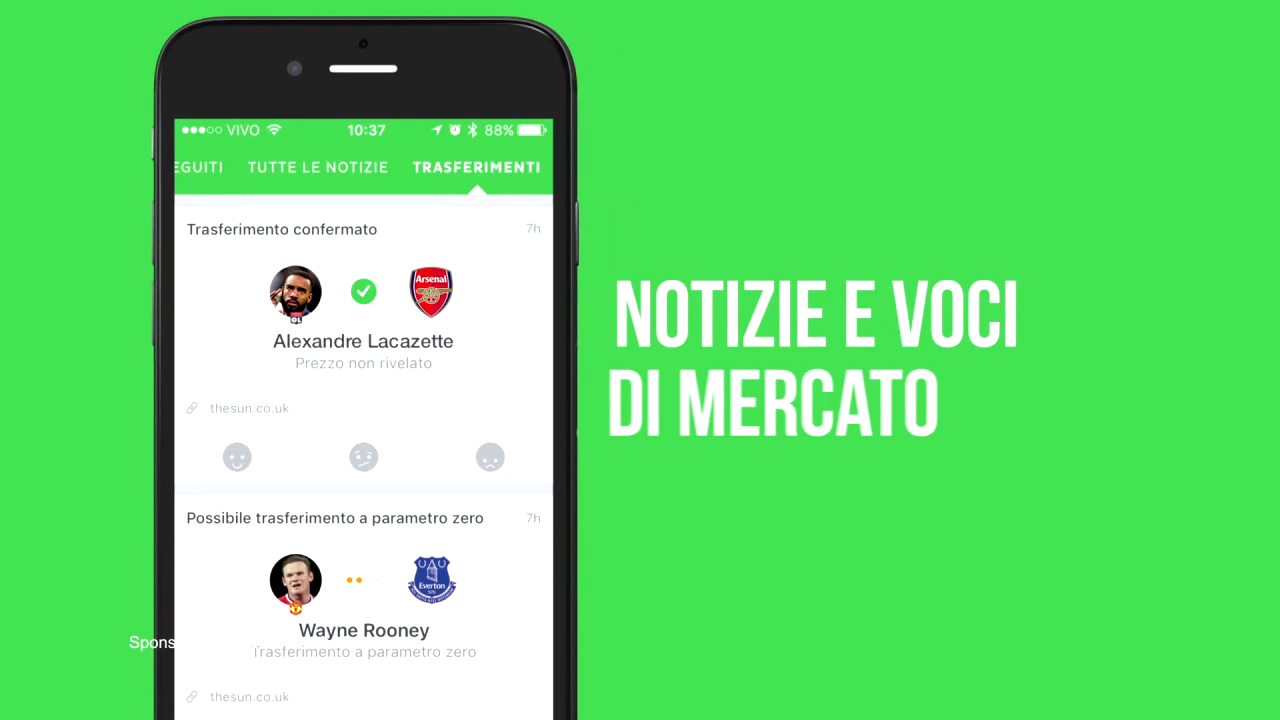 VIVO 10:37 88%
EGUITI TUTTE LE NOTIZIE TRASFERIMENTI
Trasferimento confermato 7h
Arsenal
OL
Alexandre Lacazette
Prezzo non rivelato
thesun.co.uk
Possibile trasferimento a parametro zero 7h
Everton
Wayne Rooney
Trasferimento a parametro zero
thesun.co.uk
NOTIZIE E VOCI
DI MERCATO
Spons